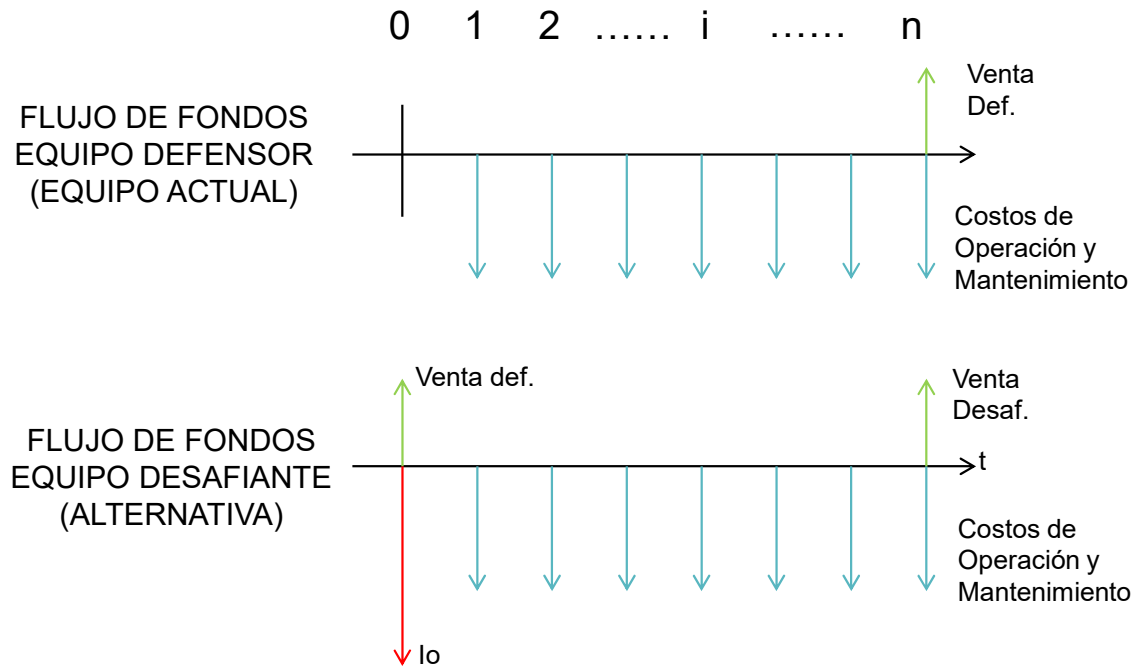 0 1 2 …… i …… n
FLUJO DE FONDOS
EQUIPO DEFENSOR
(EQUIPO ACTUAL)
Venta
Def.
Costos de
Operación y
Mantenimiento
FLUJO DE FONDOS
EQUIPO DESAFIANTE
(ALTERNATIVA)
Venta def.
Venta
Desaf.
t
Costos de
Operación y
Mantenimiento
Io